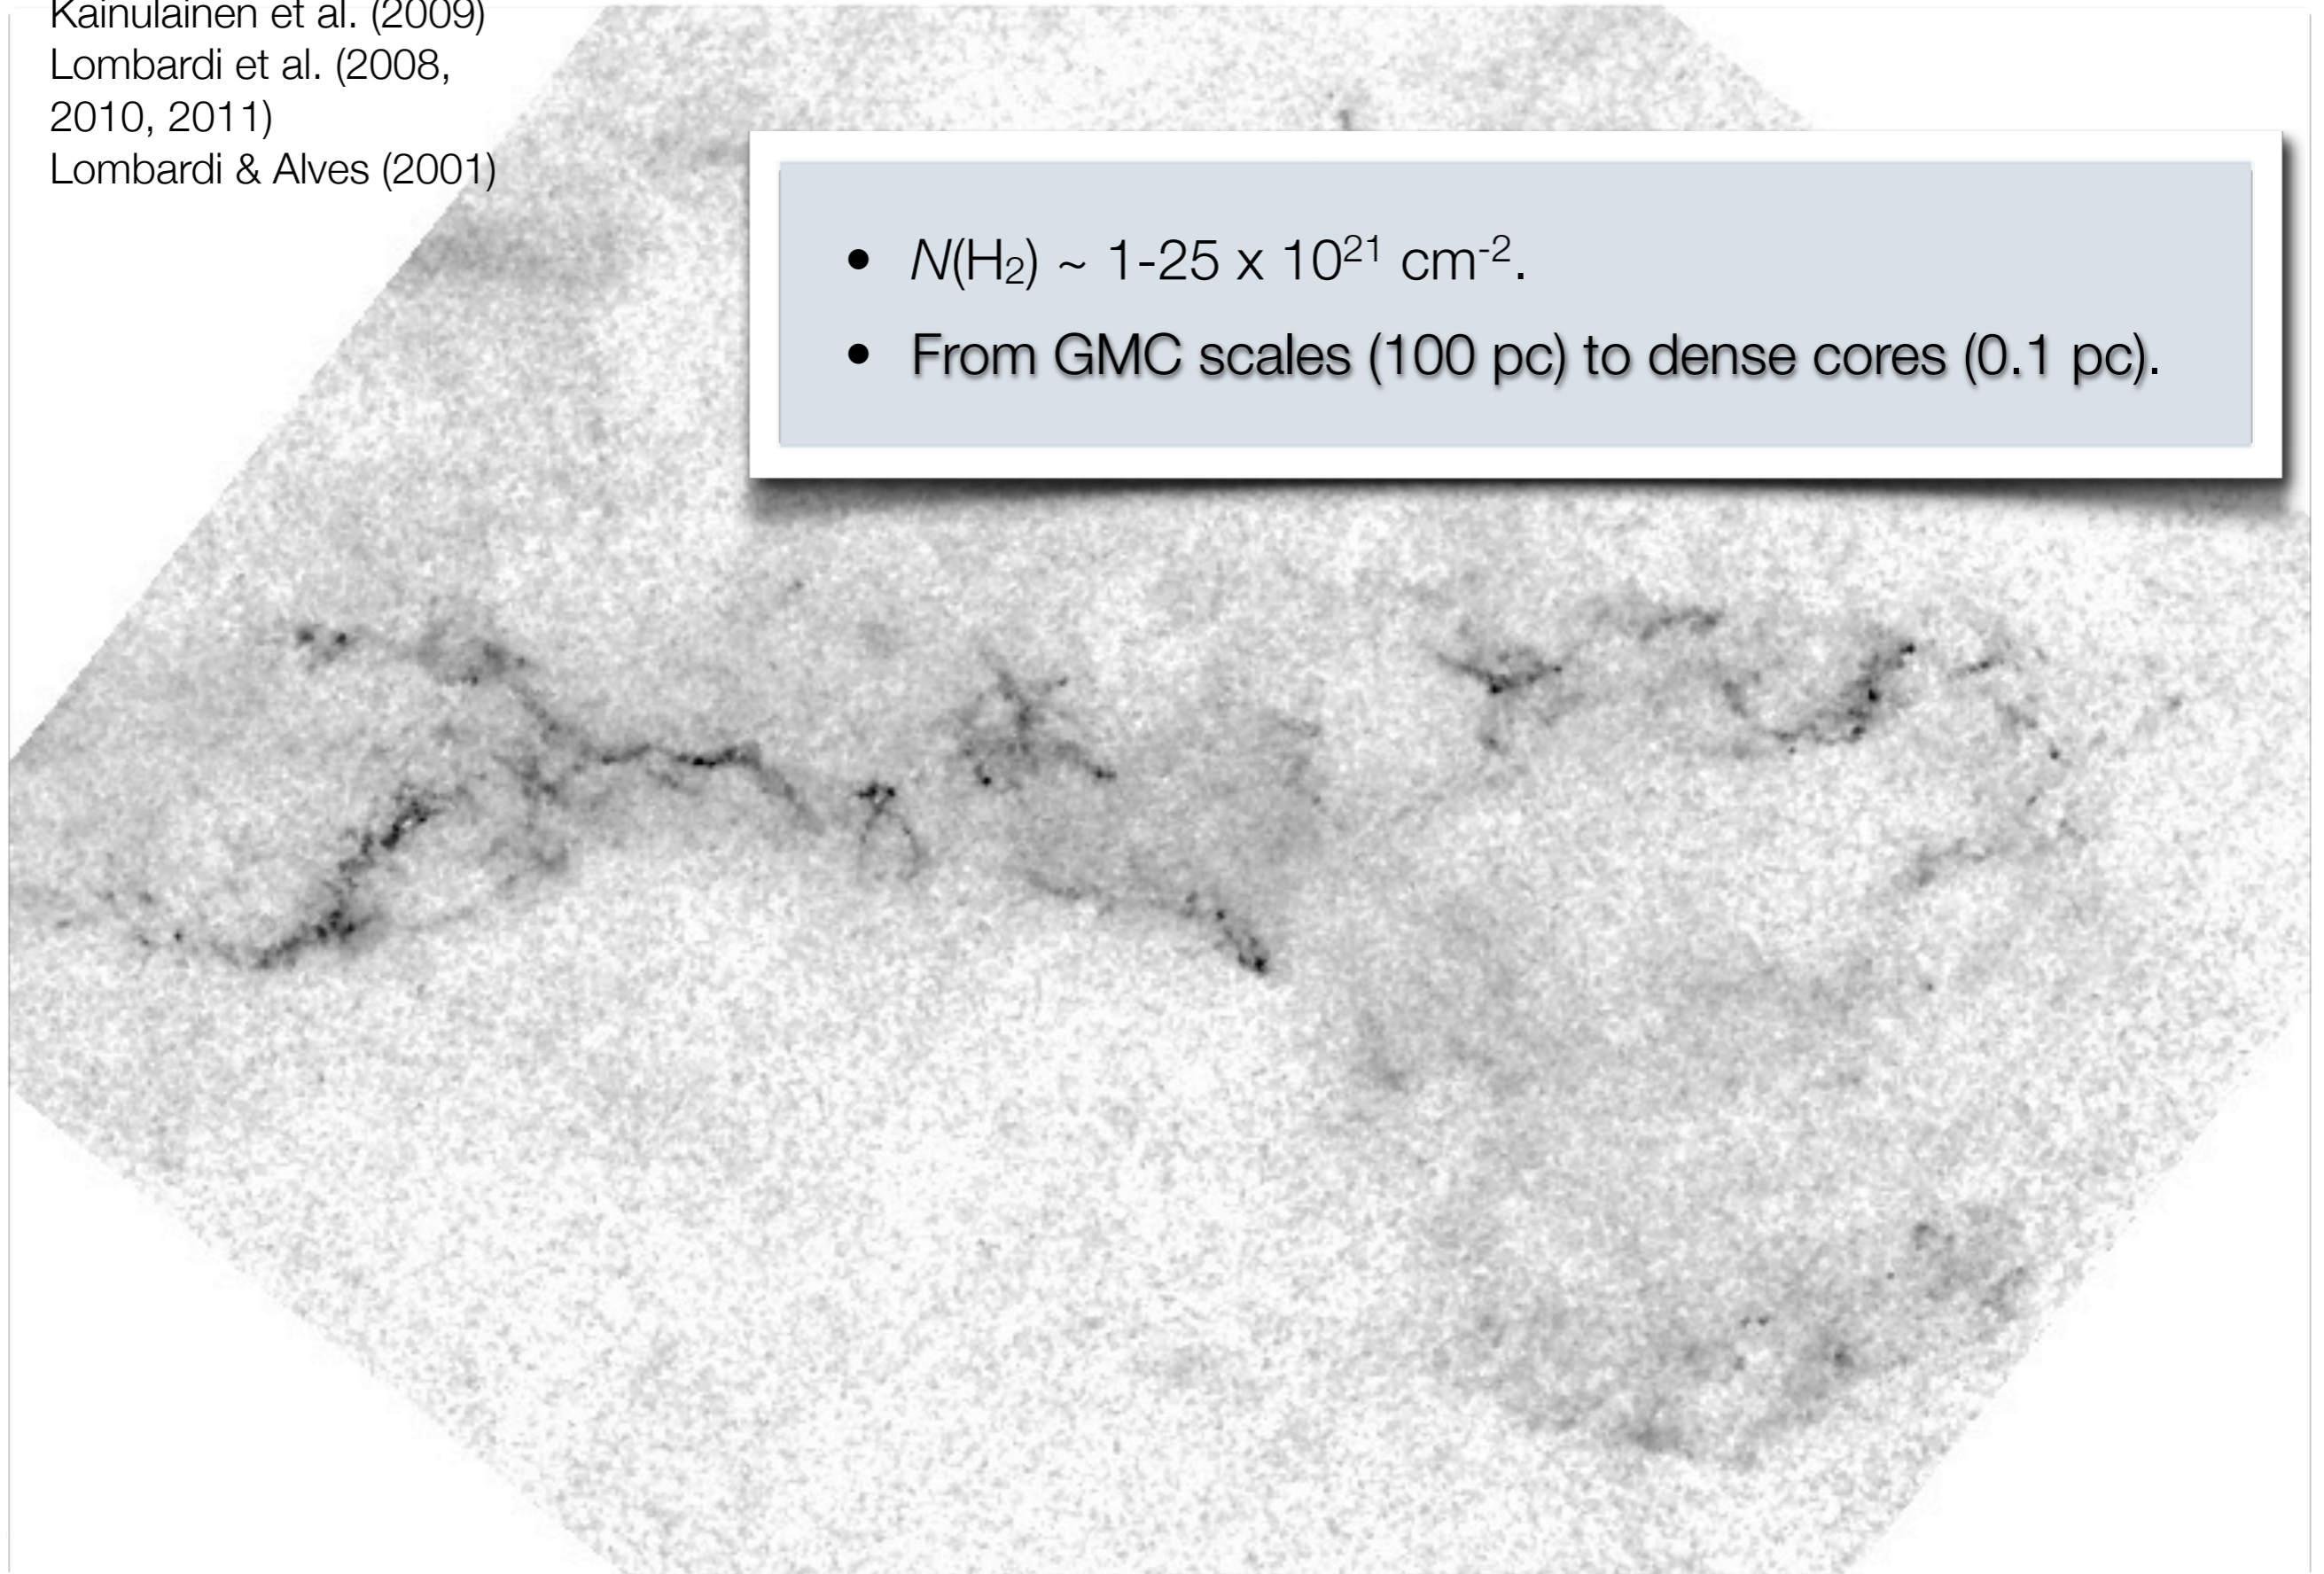 Kainulainen et al. (2009)
Lombardi et al. (2008,
2010, 2011)
Lombardi & Alves (2001)
• N(H₂) ~ 1-25 x 10²¹ cm⁻².
• From GMC scales (100 pc) to dense cores (0.1 pc).